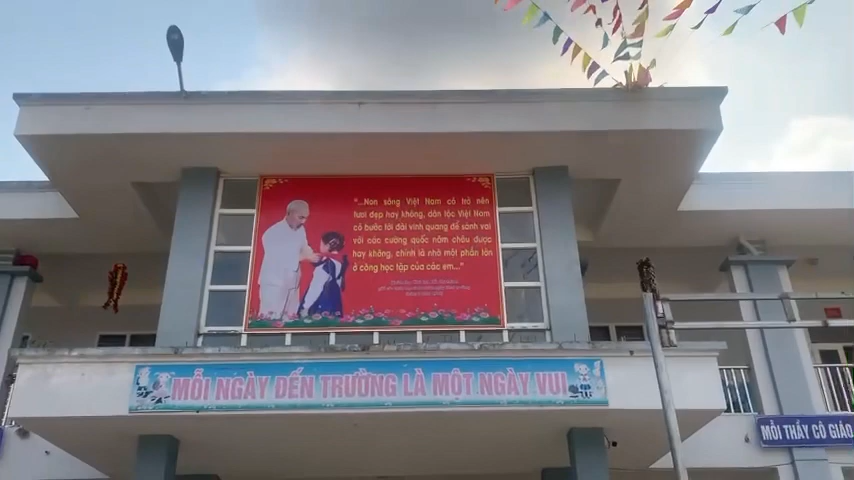 "...Non sông Việt Nam có trở nên
tươi đẹp hay không, dân tộc Việt Nam
có bước tới đài vinh quang để sánh vai
với các cường quốc năm châu được
hay không, chính là nhờ một phần lớn
ở công học tập của các em..."
MỖI NGÀY ĐẾN TRƯỜNG LÀ MỘT NGÀY VUI
MỖI THẦY CÔ GIÁO